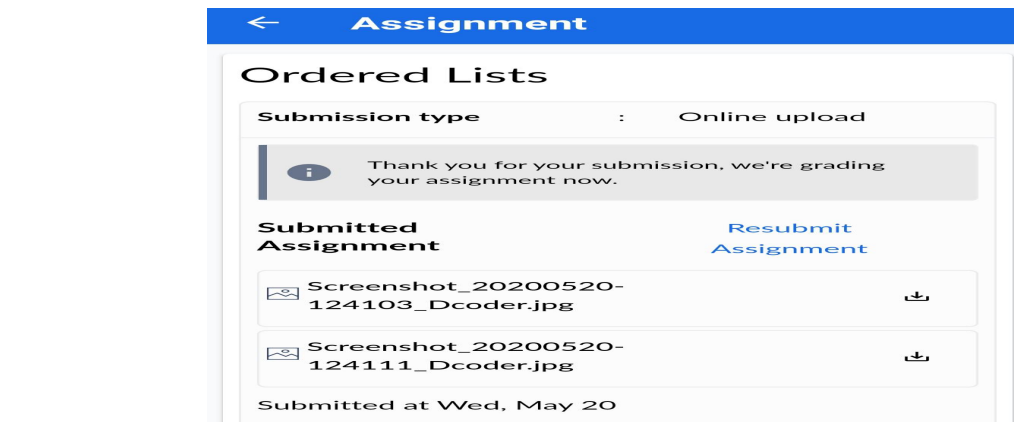 Assignment
Ordered Lists
Submission type : Online upload
Thank you for your submission, we're grading
your assignment now.
Submitted
Assignment
Resubmit
Assignment
Screenshot_20200520-
124103_Dcoder.jpg
Screenshot_20200520-
124111_Dcoder.jpg
Submitted at Wed, May 20